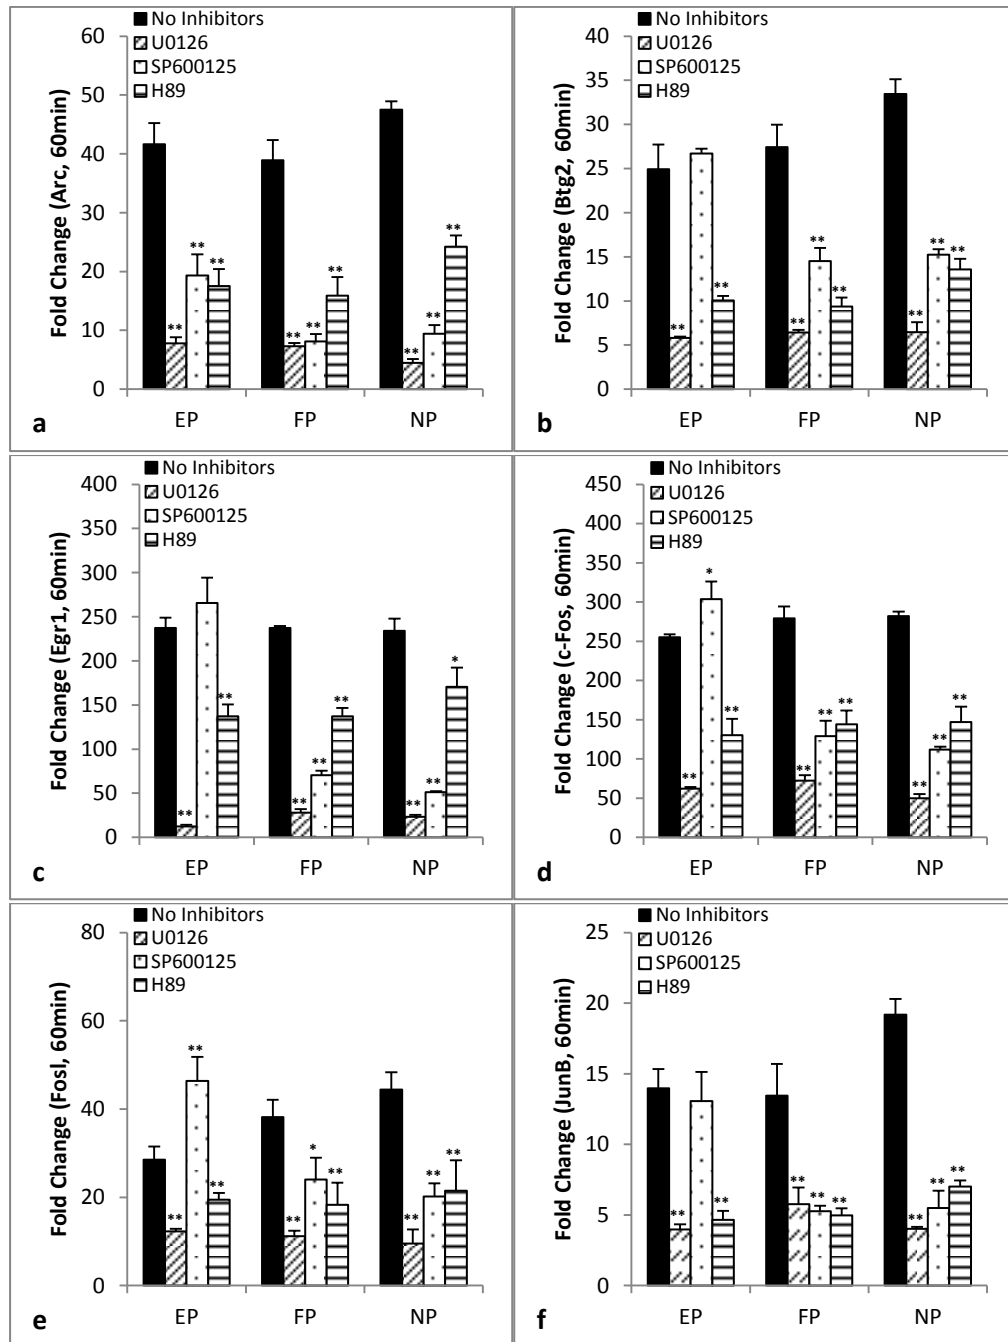 No Inhibitors
U0126
SP600125
H89
Fold Change (Arc, 60min)
60
50
40
30
20
10
0
** ** **
** ** **
** ** **
EP FP NP
a
No Inhibitors
U0126
SP600125
H89
Fold Change (Btg2, 60min)
40
35
30
25
20
15
10
5
0
** **
** ** **
** ** **
EP FP NP
b
No Inhibitors
U0126
SP600125
H89
Fold Change (Egr1, 60min)
400
350
300
250
200
150
100
50
0
** **
** ** **
** ** *
EP FP NP
c
No Inhibitors
U0126
SP600125
H89
Fold Change (c-Fos, 60min)
450
400
350
300
250
200
150
100
50
0
** * **
** ** **
** ** **
EP FP NP
d
No Inhibitors
U0126
SP600125
H89
Fold Change (Fosl, 60min)
80
60
40
20
0
** ** **
** * **
** ** **
EP FP NP
e
No Inhibitors
U0126
SP600125
H89
Fold Change (JunB, 60min)
25
20
15
10
5
0
** **
** ** **
** ** **
EP FP NP
f